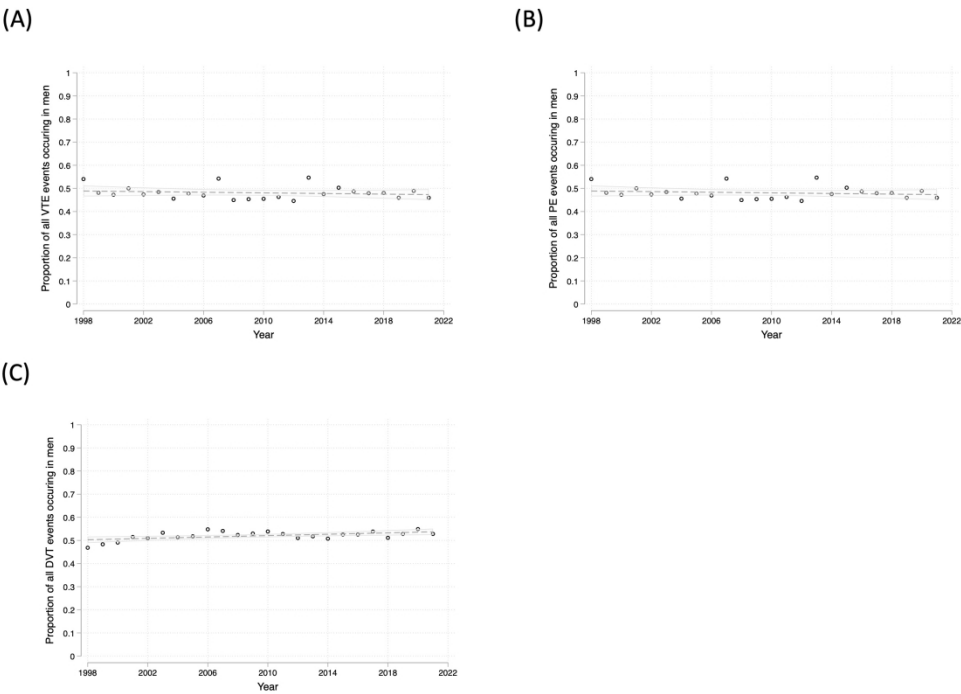 (A)
Proportion of all VTE events occuring in men
1
0.9
0.8
0.7
0.6
0.5
0.4
0.3
0.2
0.1
0
1998 2002 2006 2010 2014 2018 2022
Year
(B)
Proportion of all PE events occuring in men
1
0.9
0.8
0.7
0.6
0.5
0.4
0.3
0.2
0.1
0
1998 2002 2006 2010 2014 2018 2022
Year
(C)
Proportion of all DVT events occuring in men
1
0.9
0.8
0.7
0.6
0.5
0.4
0.3
0.2
0.1
0
1998 2002 2006 2010 2014 2018 2022
Year